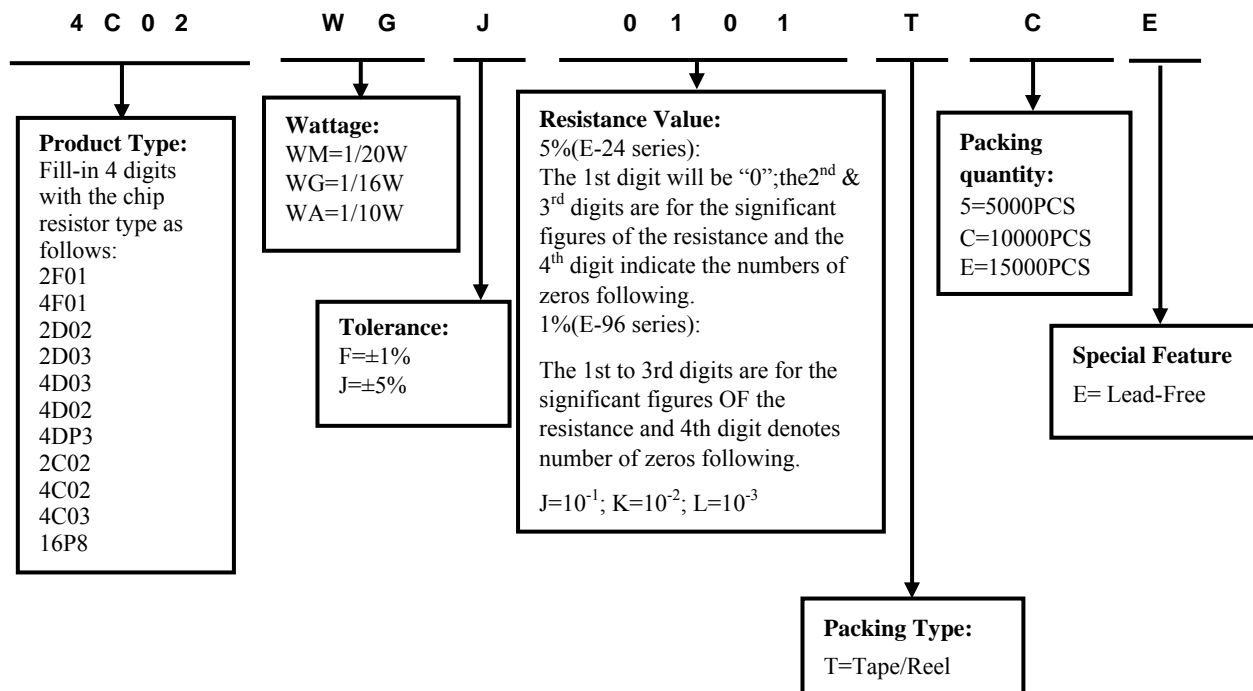 4 C 0 2 W G J 0 1 0 1 T C E
Product Type:
Fill-in 4 digits
with the chip
resistor type as
follows:
2F01
4F01
2D02
2D03
4D03
4D02
4DP3
2C02
4C02
4C03
16P8
Wattage:
WM=1/20W
WG=1/16W
WA=1/10W
Tolerance:
F=±1%
J=±5%
Resistance Value:
5%(E-24 series):
The 1st digit will be “0”;the2nd &
3rd digits are for the significant
figures of the resistance and the
4th digit indicate the numbers of
zeros following.
1%(E-96 series):
The 1st to 3rd digits are for the
significant figures OF the
resistance and 4th digit denotes
number of zeros following.
J=10-1; K=10-2; L=10-3
Packing Type:
T=Tape/Reel
Packing
quantity:
5=5000PCS
C=10000PCS
E=15000PCS
Special Feature
E= Lead-Free